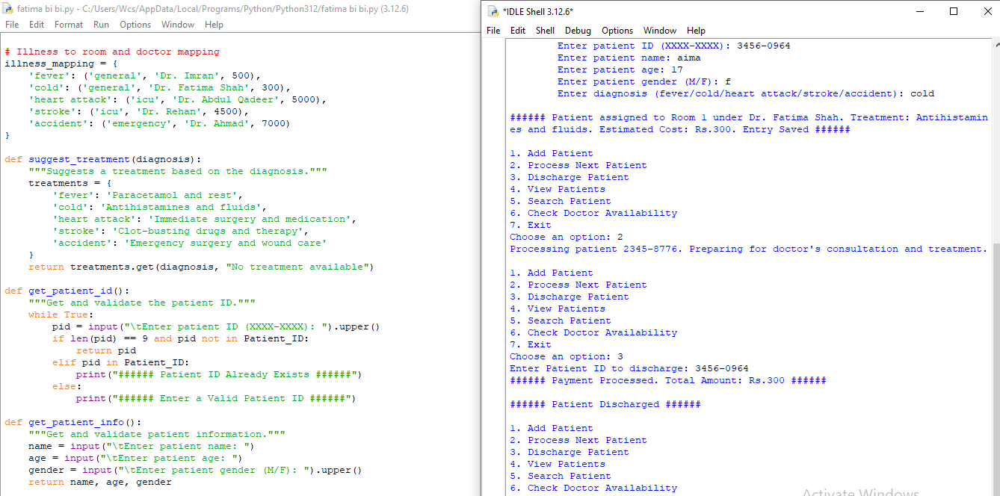 fatima bi bi.py - C:/Users/Wcs/AppData/Local/Programs/Python/Python312/fatima bi bi.py (3.12.6)
File Edit Format Run Options Window Help
# Illness to room and doctor mapping
illness_mapping = {
    'fever': ('general', 'Dr. Imran', 500),
    'cold': ('general', 'Dr. Fatima Shah', 300),
    'heart attack': ('icu', 'Dr. Abdul Qadeer', 5000),
    'stroke': ('icu', 'Dr. Rehan', 4500),
    'accident': ('emergency', 'Dr. Ahmad', 7000)
}
def suggest_treatment(diagnosis):
    """Suggests a treatment based on the diagnosis."""
    treatments = {
        'fever': 'Paracetamol and rest',
        'cold': 'Antihistamines and fluids',
        'heart attack': 'Immediate surgery and medication',
        'stroke': 'Clot-busting drugs and therapy',
        'accident': 'Emergency surgery and wound care'
    }
    return treatments.get(diagnosis, "No treatment available")
def get_patient_id():
    """Get and validate the patient ID."""
    while True:
        pid = input("\tEnter patient ID (XXXX-XXXX): ").upper()
        if len(pid) == 9 and pid not in Patient_ID:
            return pid
        elif pid in Patient_ID:
            print("###### Patient ID Already Exists ######")
        else:
            print("###### Enter a Valid Patient ID ######")
def get_patient_info():
    """Get and validate patient information."""
    name = input("\tEnter patient name: ")
    age = input("\tEnter patient age: ")
    gender = input("\tEnter patient gender (M/F): ").upper()
    return name, age, gender
*IDLE Shell 3.12.6*
File Edit Shell Debug Options Window Help
        Enter patient ID (XXXX-XXXX): 3456-0964
        Enter patient name: aima
        Enter patient age: 17
        Enter patient gender (M/F): f
        Enter diagnosis (fever/cold/heart attack/stroke/accident): cold
###### Patient assigned to Room 1 under Dr. Fatima Shah. Treatment: Antihistamin
es and fluids. Estimated Cost: Rs.300. Entry Saved ######
1. Add Patient
2. Process Next Patient
3. Discharge Patient
4. View Patients
5. Search Patient
6. Check Doctor Availability
7. Exit
Choose an option: 2
Processing patient 2345-8776. Preparing for doctor's consultation and treatment.
1. Add Patient
2. Process Next Patient
3. Discharge Patient
4. View Patients
5. Search Patient
6. Check Doctor Availability
7. Exit
Choose an option: 3
Enter Patient ID to discharge: 3456-0964
###### Payment Processed. Total Amount: Rs.300 ######
###### Patient Discharged ######
1. Add Patient
2. Process Next Patient
3. Discharge Patient
4. View Patients
5. Search Patient
6. Check Doctor Availability
Activate Windows